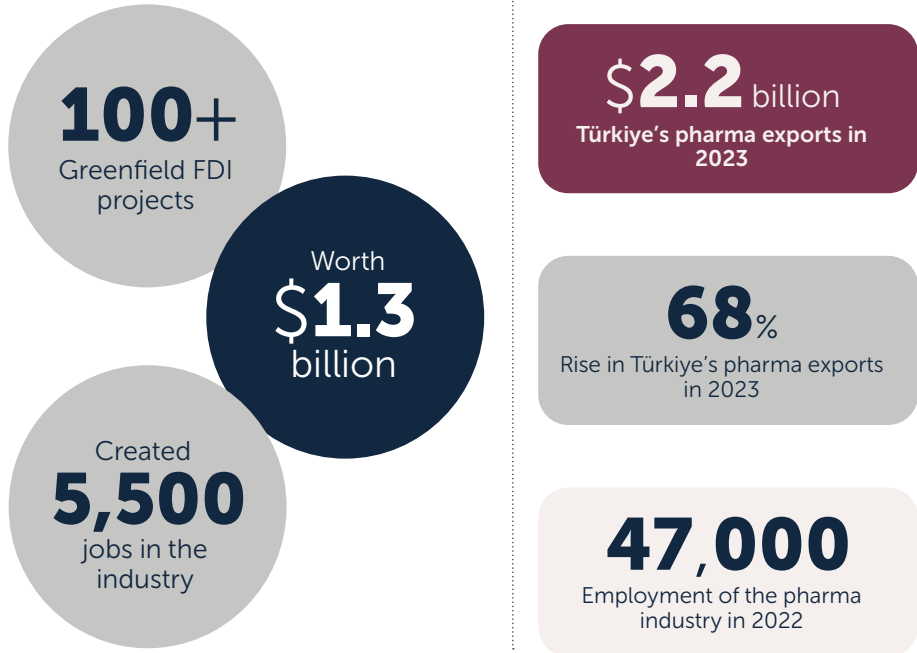 100+
Greenfield FDI
projects
Worth
$1.3
billion
Created
5,500
jobs in the
industry
$2.2 billion
Türkiye's pharma exports in
2023
68%
Rise in Türkiye's pharma exports
in 2023
47,000
Employment of the pharma
industry in 2022